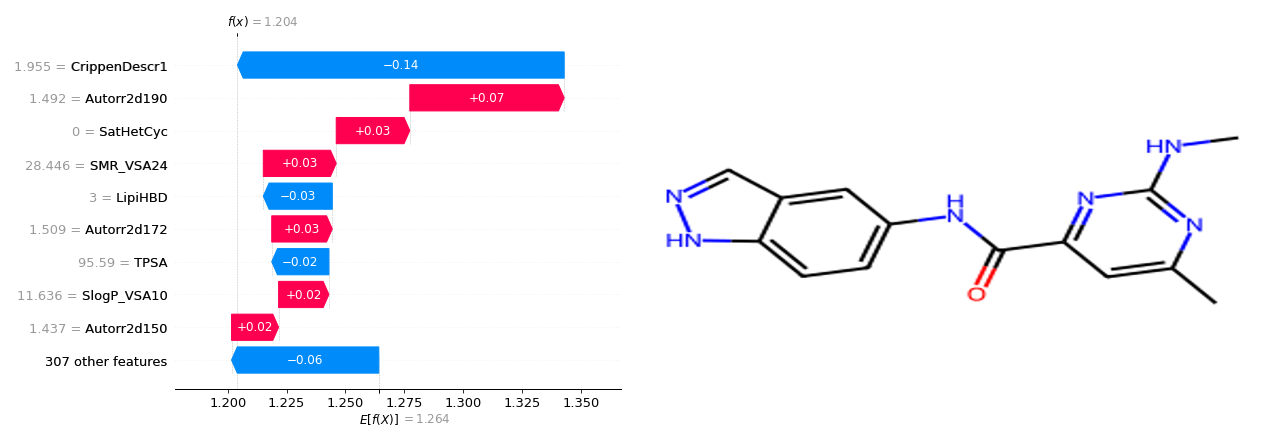 f(x) = 1.204
1.955 = CrippenDescr1
−0.14
1.492 = Autorr2d190
+0.07
0 = SatHetCyc
+0.03
28.446 = SMR_VSA24
+0.03
3 = LipiHBD
−0.03
1.509 = Autorr2d172
+0.03
95.59 = TPSA
−0.02
11.636 = SlogP_VSA10
+0.02
1.437 = Autorr2d150
+0.02
307 other features
−0.06
1.200 1.225 1.250 1.275 1.300 1.325 1.350
E[f(X)] = 1.264
HN
N
N
H
N
N
HN
O
N